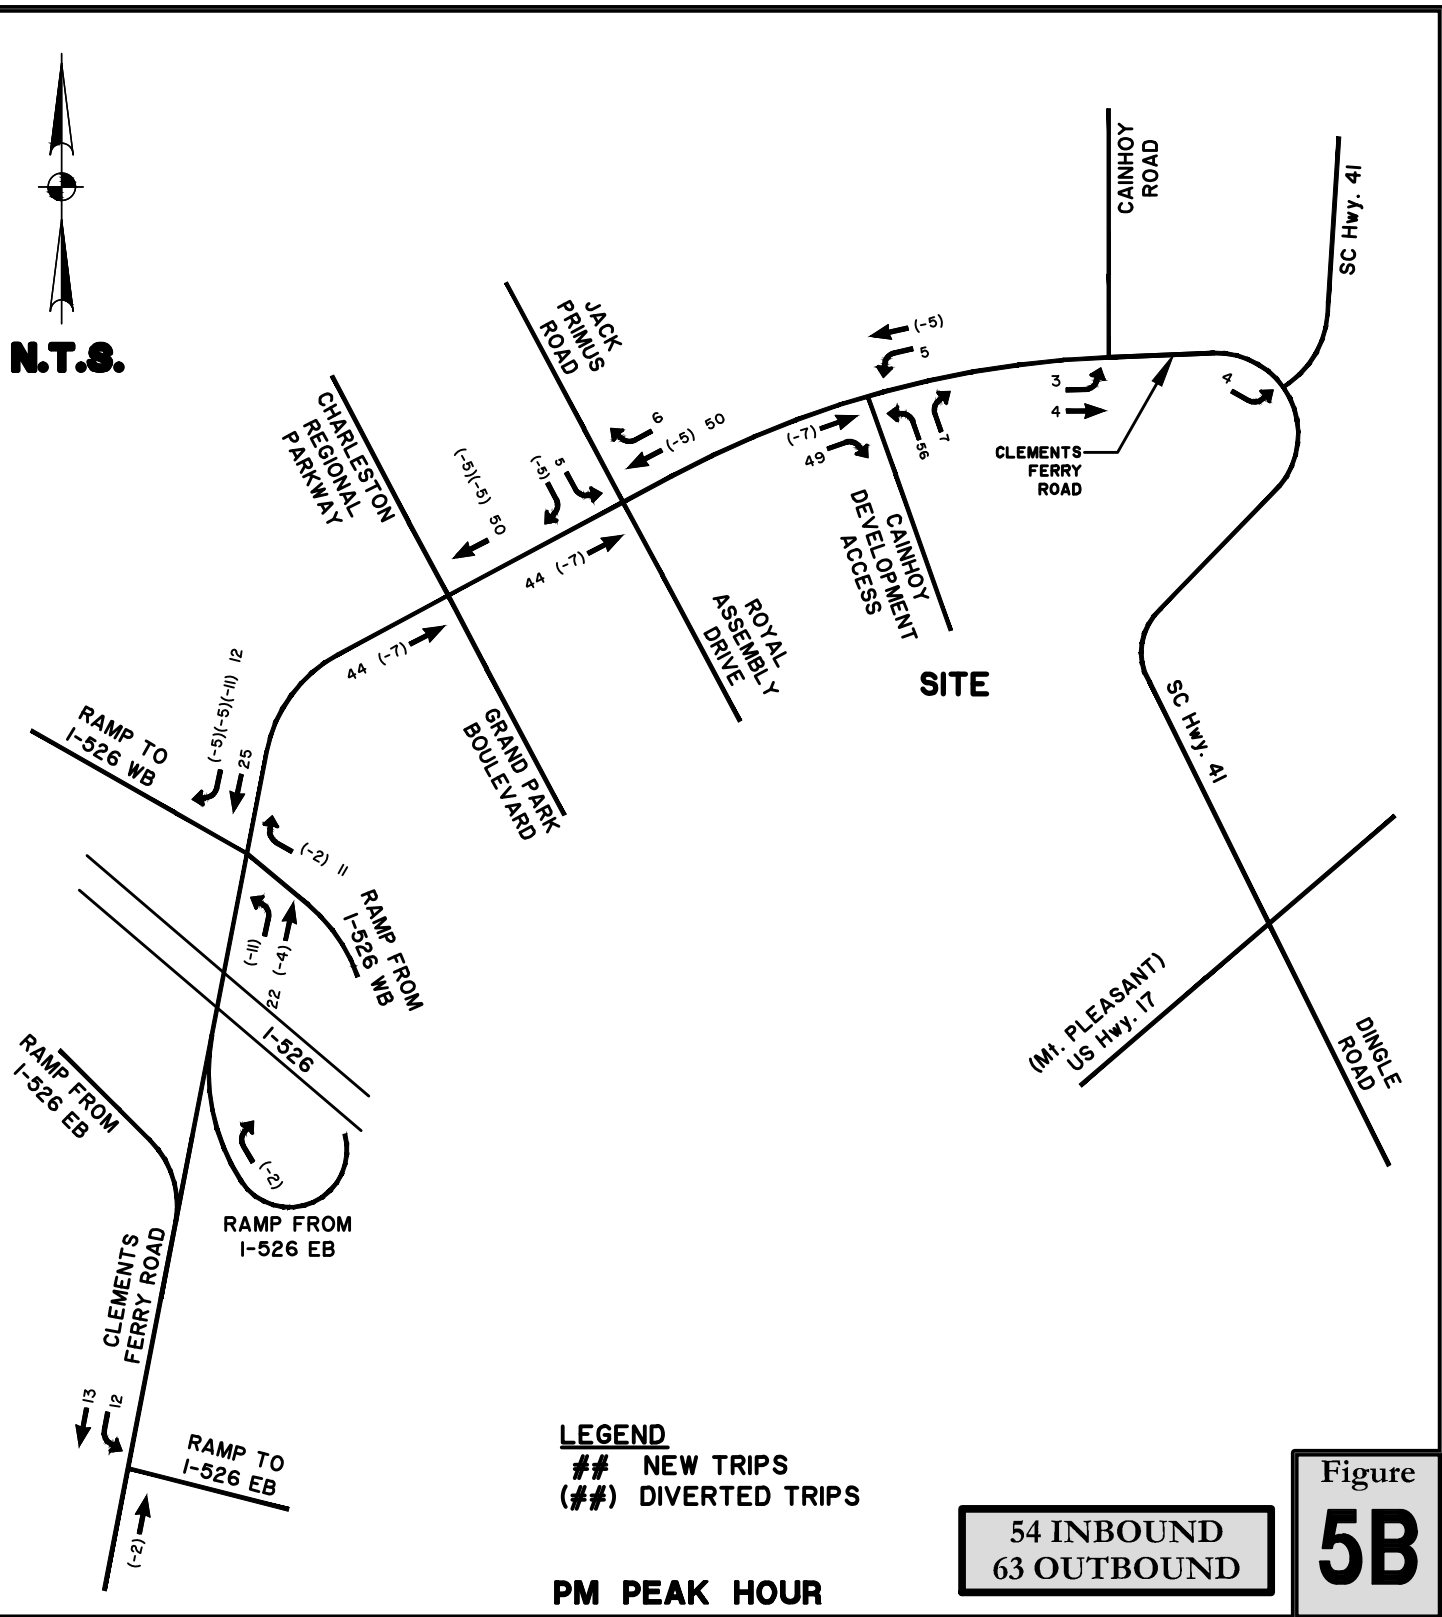 N.T.S.
CAINHOY
ROAD
SC Hwy. 41
JACK
PRIMUS
ROAD
CHARLESTON
REGIONAL
PARKWAY
(-5)
5
6
(-5) 50
(-7)
49
56
7
3
4
4
CLEMENTS
FERRY
ROAD
(-5)(-5) 50
(-5)
5
44 (-7)
44 (-7)
CAINHOY
DEVELOPMENT
ACCESS
ROYAL
ASSEMBLY
DRIVE
SITE
SC Hwy. 41
GRAND PARK
BOULEVARD
RAMP TO
I-526 WB
(-5)(-5)(-11) 12
25
(-2) 11
RAMP FROM
I-526 WB
(-11)
22 (-4)
I-526
(Mt. PLEASANT)
US Hwy. 17
DINGLE
ROAD
RAMP FROM
I-526 EB
(-2)
RAMP FROM
I-526 EB
CLEMENTS
FERRY ROAD
13
12
RAMP TO
I-526 EB
(-2)
LEGEND
## NEW TRIPS
(##) DIVERTED TRIPS
PM PEAK HOUR
54 INBOUND
63 OUTBOUND
Figure
5B